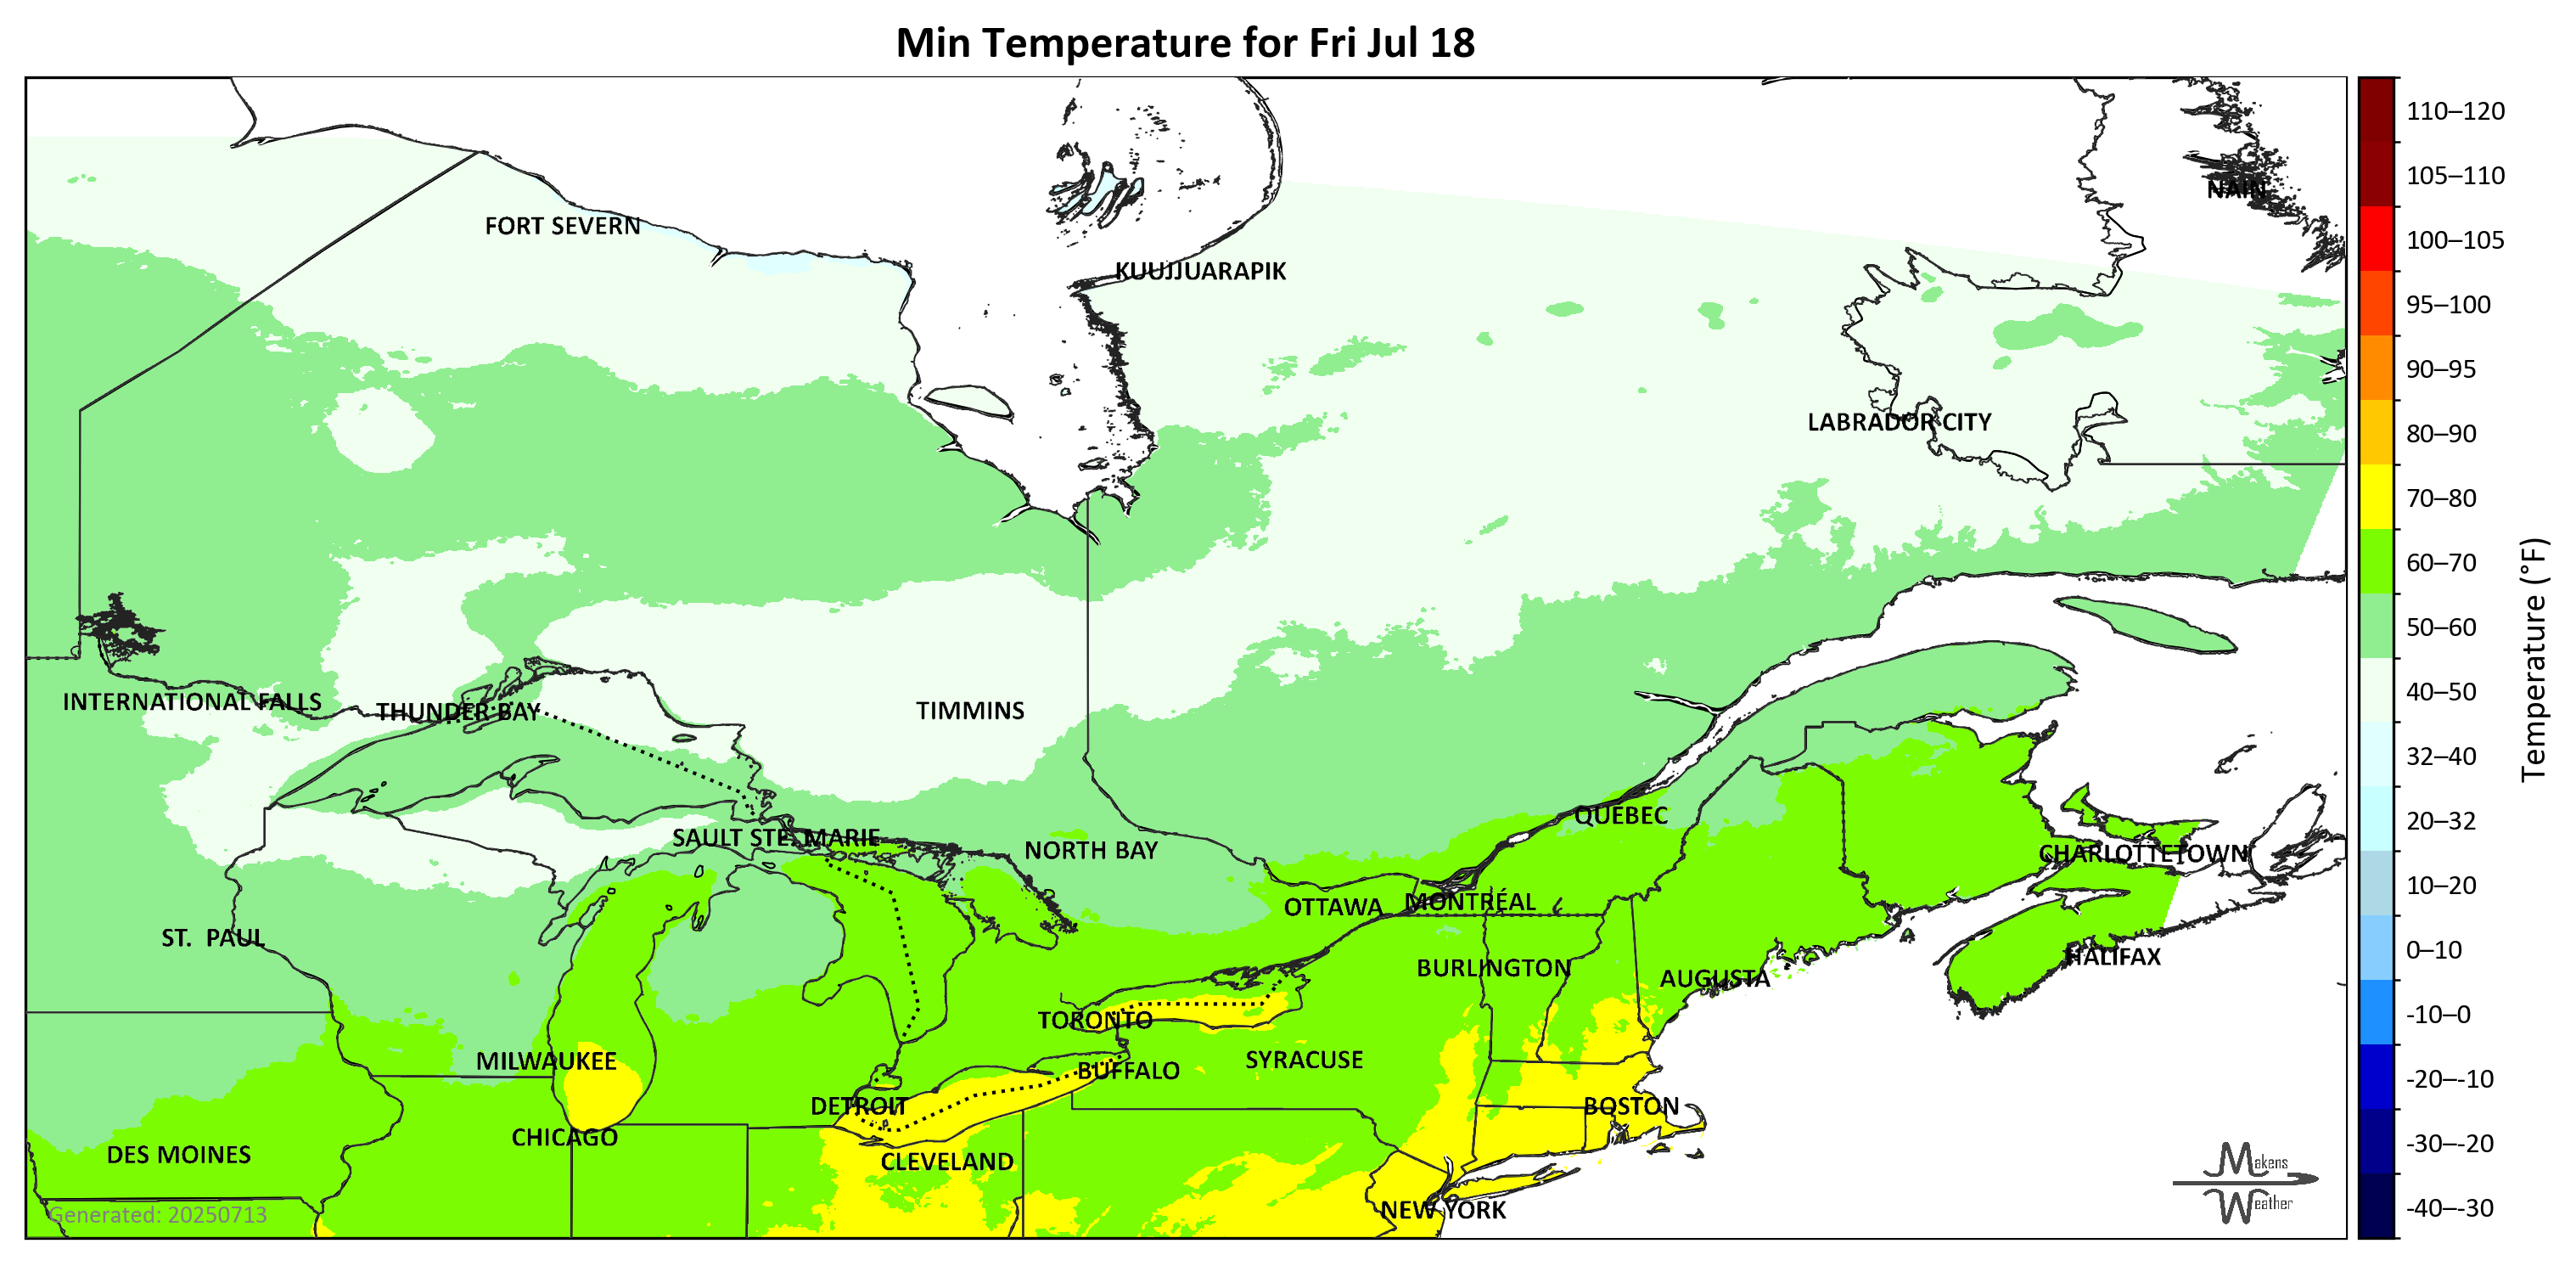 Min Temperature for Fri Jul 18
110–120
105–110
NAIN
100–105
FORT SEVERN
KUUJJUARAPIK
95–100
90–95
LABRADOR CITY
80–90
70–80
60–70
50–60
Temperature (°F)
INTERNATIONAL FALLS
THUNDER BAY
TIMMINS
40–50
32–40
QUÉBEC
20–32
SAULT STE. MARIE
NORTH BAY
CHARLOTTETOWN
10–20
OTTAWA
MONTRÉAL
ST. PAUL
0–10
HALIFAX
BURLINGTON
AUGUSTA
-10–0
TORONTO
MILWAUKEE
SYRACUSE
BUFFALO
-20–-10
DETROIT
BOSTON
CHICAGO
-30–-20
DES MOINES
CLEVELAND
Makens
Weather
NEW YORK
-40–-30
Generated: 20250713